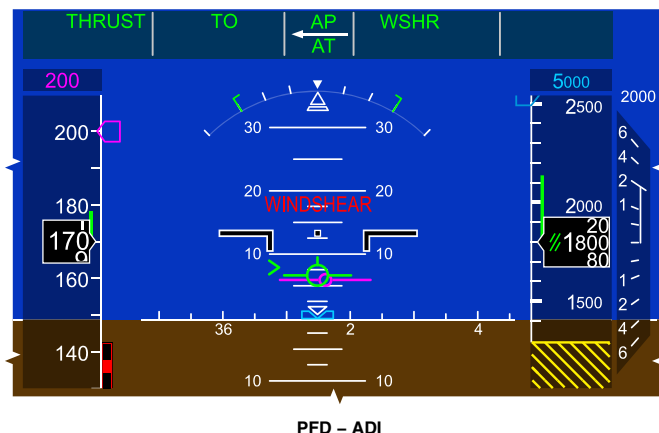 THRUST TO AP WSHR
AT
200 5000
2500 2000
200 30 30 6
4
180 20 20 2000 2
WINDSHEAR 1
170 10 10 20
1800
80
160 1
1500 2
36 2 4 4
140 6
10 10
PFD – ADI